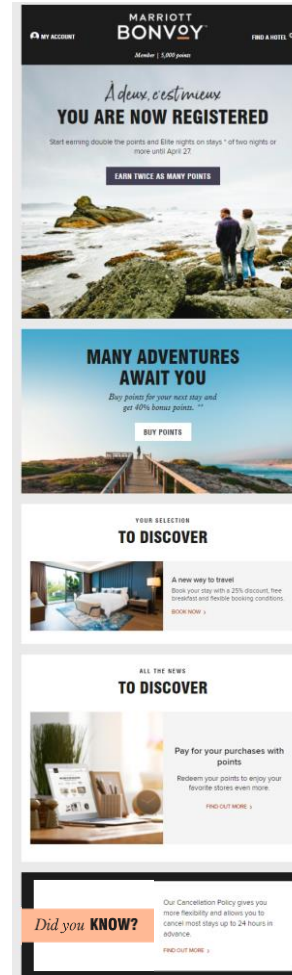 MARRIOTT
BONVOY
MY ACCOUNT
FIND A HOTEL
Member | 5,000 points
À deux, c'est mieux
YOU ARE NOW REGISTERED
Start earning double the points and Elite nights on stays * of two nights or
more until April 27.
EARN TWICE AS MANY POINTS
MANY ADVENTURES
AWAIT YOU
Buy points for your next stay and
get 40% bonus points. **
BUY POINTS
YOUR SELECTION
TO DISCOVER
A new way to travel
Book your stay with a 25% discount, free
breakfast and flexible booking conditions.
BOOK NOW >
ALL THE NEWS
TO DISCOVER
Pay for your purchases with
points
Redeem your points to enjoy your
favorite stores even more.
FIND OUT MORE >
Did you KNOW?
Our Cancellation Policy gives you
more flexibility and allows you to
cancel most stays up to 24 hours in
advance.
FIND OUT MORE >